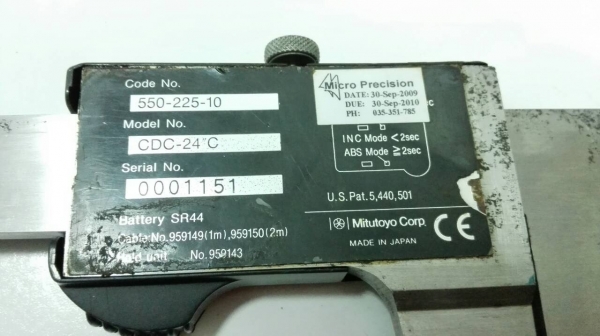 Code No.
550-225-10
Model No.
CDC-24"C
Serial No.
0001151
Battery SR44
Cable No.959149(1m),959150(2m)
Hold unit No. 959143
Micro Precision
DATE: 30-Sep-2009
DUE: 30-Sep-2010
PH: 035-351-785
INC Mode < 2sec
ABS Mode ≧ 2sec
U.S. Pat. 5,440,501
Mitutoyo Corp.
MADE IN JAPAN
CE